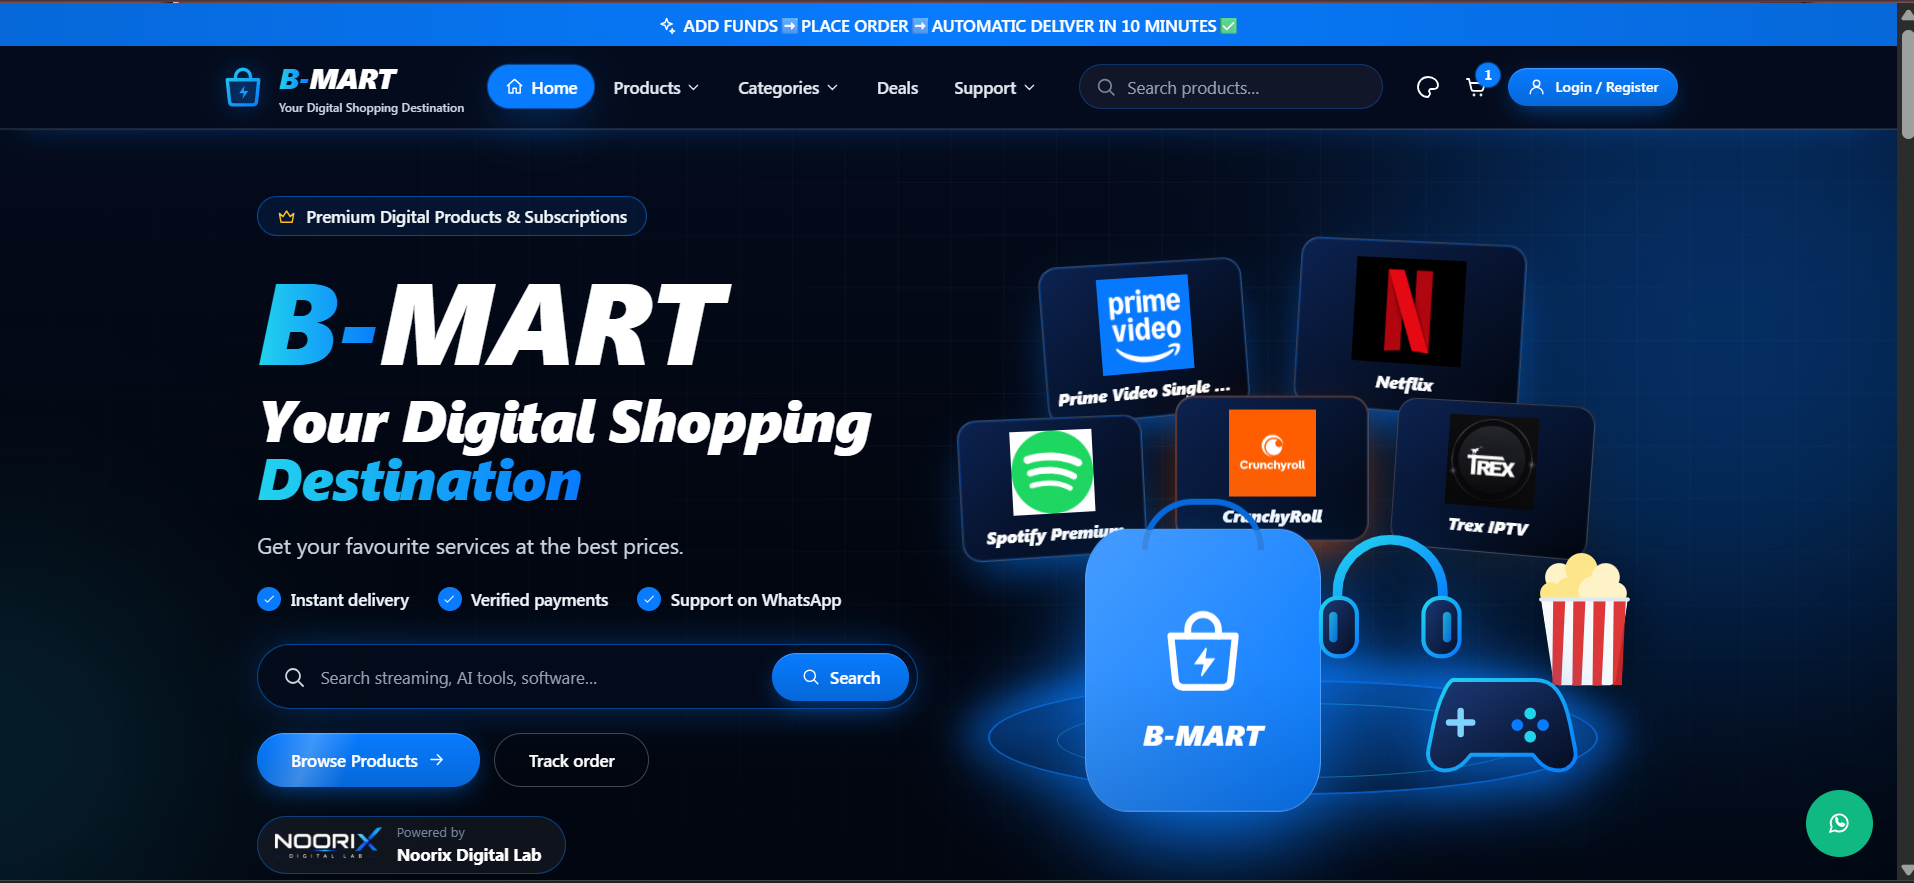 ADD FUNDS ➡️ PLACE ORDER ➡️ AUTOMATIC DELIVER IN 10 MINUTES ✅
B-MART
Your Digital Shopping Destination
Home
Products
Categories
Deals
Support
Search products...
1
Login / Register
Premium Digital Products & Subscriptions
B-MART
Your Digital Shopping
Destination
Get your favourite services at the best prices.
Instant delivery
Verified payments
Support on WhatsApp
Search streaming, AI tools, software...
Search
Browse Products
Track order
NOORIX
DIGITAL LAB
Powered by
Noorix Digital Lab
prime
video
Prime Video Single ...
N
Netflix
Spotify Premium
Crunchyroll
CrunchyRoll
TREX
Trex IPTV
B-MART